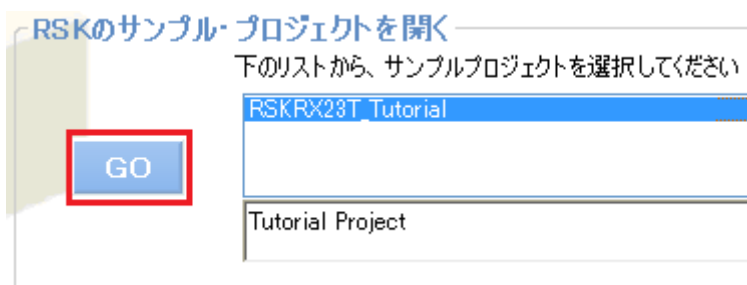 RSKのサンプル・プロジェクトを開く
下のリストから、サンプルプロジェクトを選択してください
RSKRX23T_Tutorial
GO
Tutorial Project